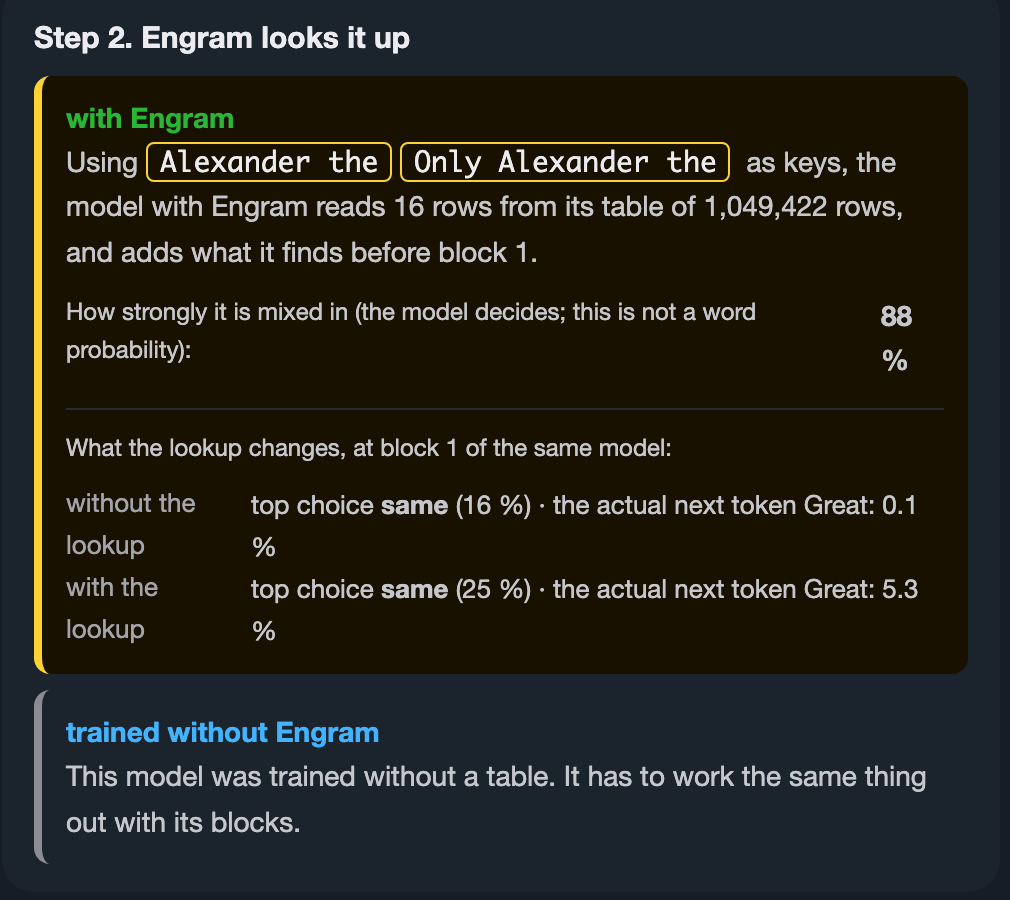 Step 2. Engram looks it up
with Engram
Using Alexander the Only Alexander the as keys, the
model with Engram reads 16 rows from its table of 1,049,422 rows,
and adds what it finds before block 1.
How strongly it is mixed in (the model decides; this is not a word
probability):
88
%
What the lookup changes, at block 1 of the same model:
without the
lookup
top choice same (16 %) · the actual next token Great: 0.1
%
with the
lookup
top choice same (25 %) · the actual next token Great: 5.3
%
trained without Engram
This model was trained without a table. It has to work the same thing
out with its blocks.